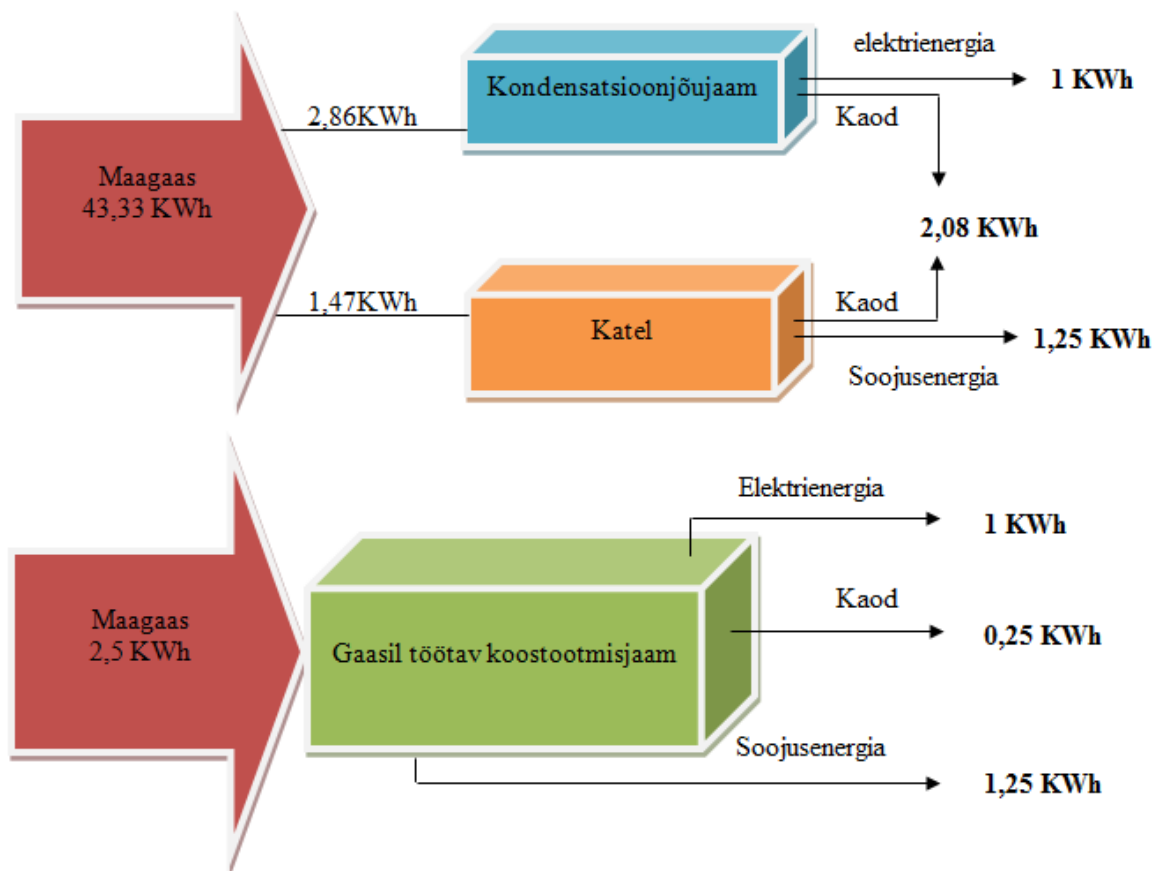 elektrienergia
Kondensatsioonjõujaam
1 KWh
2,86KWh
Kaod
Maagaas
43,33 KWh
2,08 KWh
1,47KWh
Kaod
Katel
1,25 KWh
Soojusenergia
Elektrienergia
1 KWh
Kaod
Maagaas
2,5 KWh
0,25 KWh
Gaasil töötav koostootmisjaam
Soojusenergia
1,25 KWh